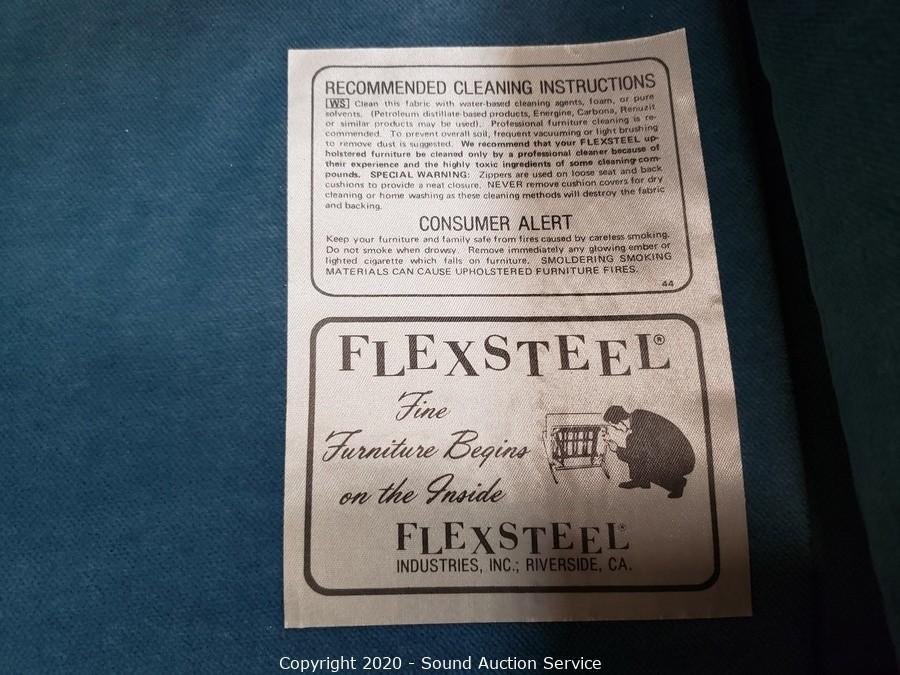 RECOMMENDED CLEANING INSTRUCTIONS
WS Clean this fabric with water-based cleaning agents, foam, or pure
solvents. (Petroleum distillate-based products, Energine, Carbona, Renuzit
or similar products may be used). Professional furniture cleaning is re-
commended. To prevent overall soil, frequent vacuuming or light brushing
to remove dust is suggested. We recommend that your FLEXSTEEL up-
holstered furniture be cleaned only by a professional cleaner because of
their experience and the highly toxic ingredients of some cleaning com-
pounds. SPECIAL WARNING: Zippers are used on loose seat and back
cushions to provide a neat closure. NEVER remove cushion covers for dry
cleaning or home washing as these cleaning methods will destroy the fabric
and backing.
CONSUMER ALERT
Keep your furniture and family safe from fires caused by careless smoking.
Do not smoke when drowsy. Remove immediately any glowing ember or
lighted cigarette which falls on furniture. SMOLDERING SMOKING
MATERIALS CAN CAUSE UPHOLSTERED FURNITURE FIRES.
44
FLEXSTEEL®
Fine
Furniture Begins
on the Inside
FLEXSTEEL®
INDUSTRIES, INC.; RIVERSIDE, CA.
Copyright 2020 - Sound Auction Service